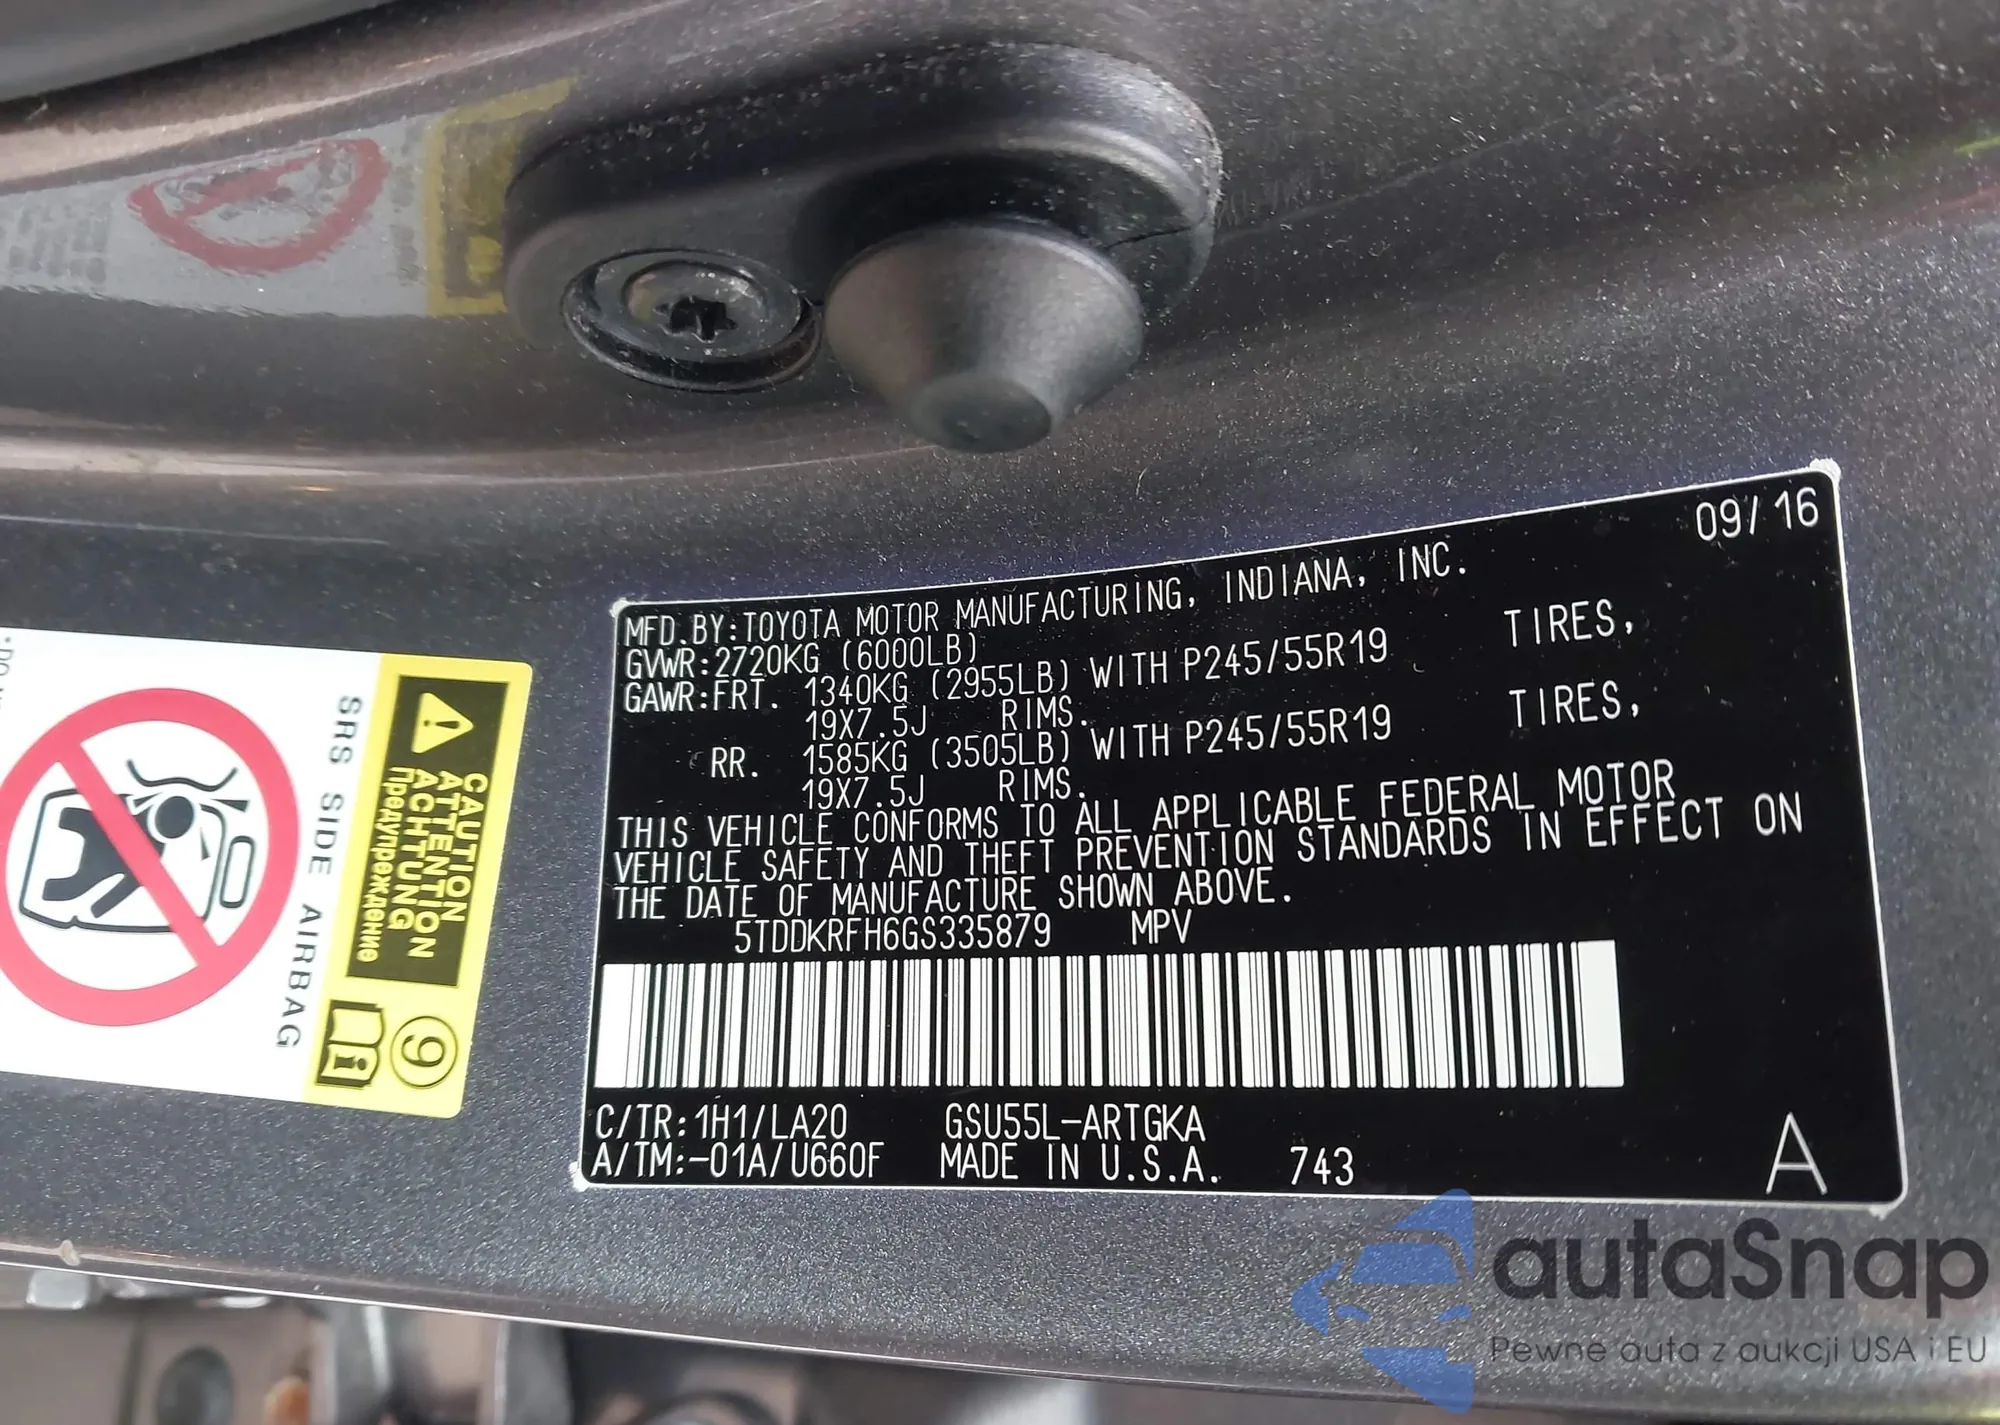 09/16
MFD.BY:TOYOTA MOTOR MANUFACTURING, INDIANA, INC.
GVWR:2720KG (6000LB)
GAWR:FRT. 1340KG (2955LB) WITH P245/55R19 TIRES,
19X7.5J RIMS.
RR. 1585KG (3505LB) WITH P245/55R19 TIRES,
19X7.5J RIMS.
THIS VEHICLE CONFORMS TO ALL APPLICABLE FEDERAL MOTOR
VEHICLE SAFETY AND THEFT PREVENTION STANDARDS IN EFFECT ON
THE DATE OF MANUFACTURE SHOWN ABOVE.
5TDDKRFH6GS335879 MPV
C/TR:1H1/LA20 GSU55L-ARTGKA
A/TM:-01A/U660F MADE IN U.S.A. 743
A
CAUTION
ATTENTION
ACHTUNG
Предупреждение
SRS SIDE AIRBAG
9
autaSnap
Pewne auta z aukcji USA i EU